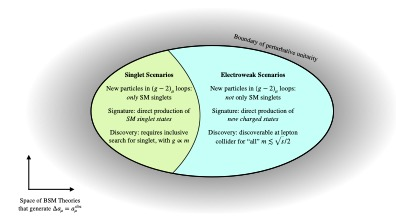 Boundary of perturbative unitarity
Singlet Scenarios
New particles in (g − 2)μ loops:
only SM singlets
Signature: direct production of
SM singlet states
Discovery: requires inclusive
search for singlet, with g ∝ m
Electroweak Scenarios
New particles in (g − 2)μ loops:
not only SM singlets
Signature: direct production of
new charged states
Discovery: discoverable at lepton
collider for “all” m ≲ √s/2
Space of BSM Theories
that generate Δaμ = aμ^obs